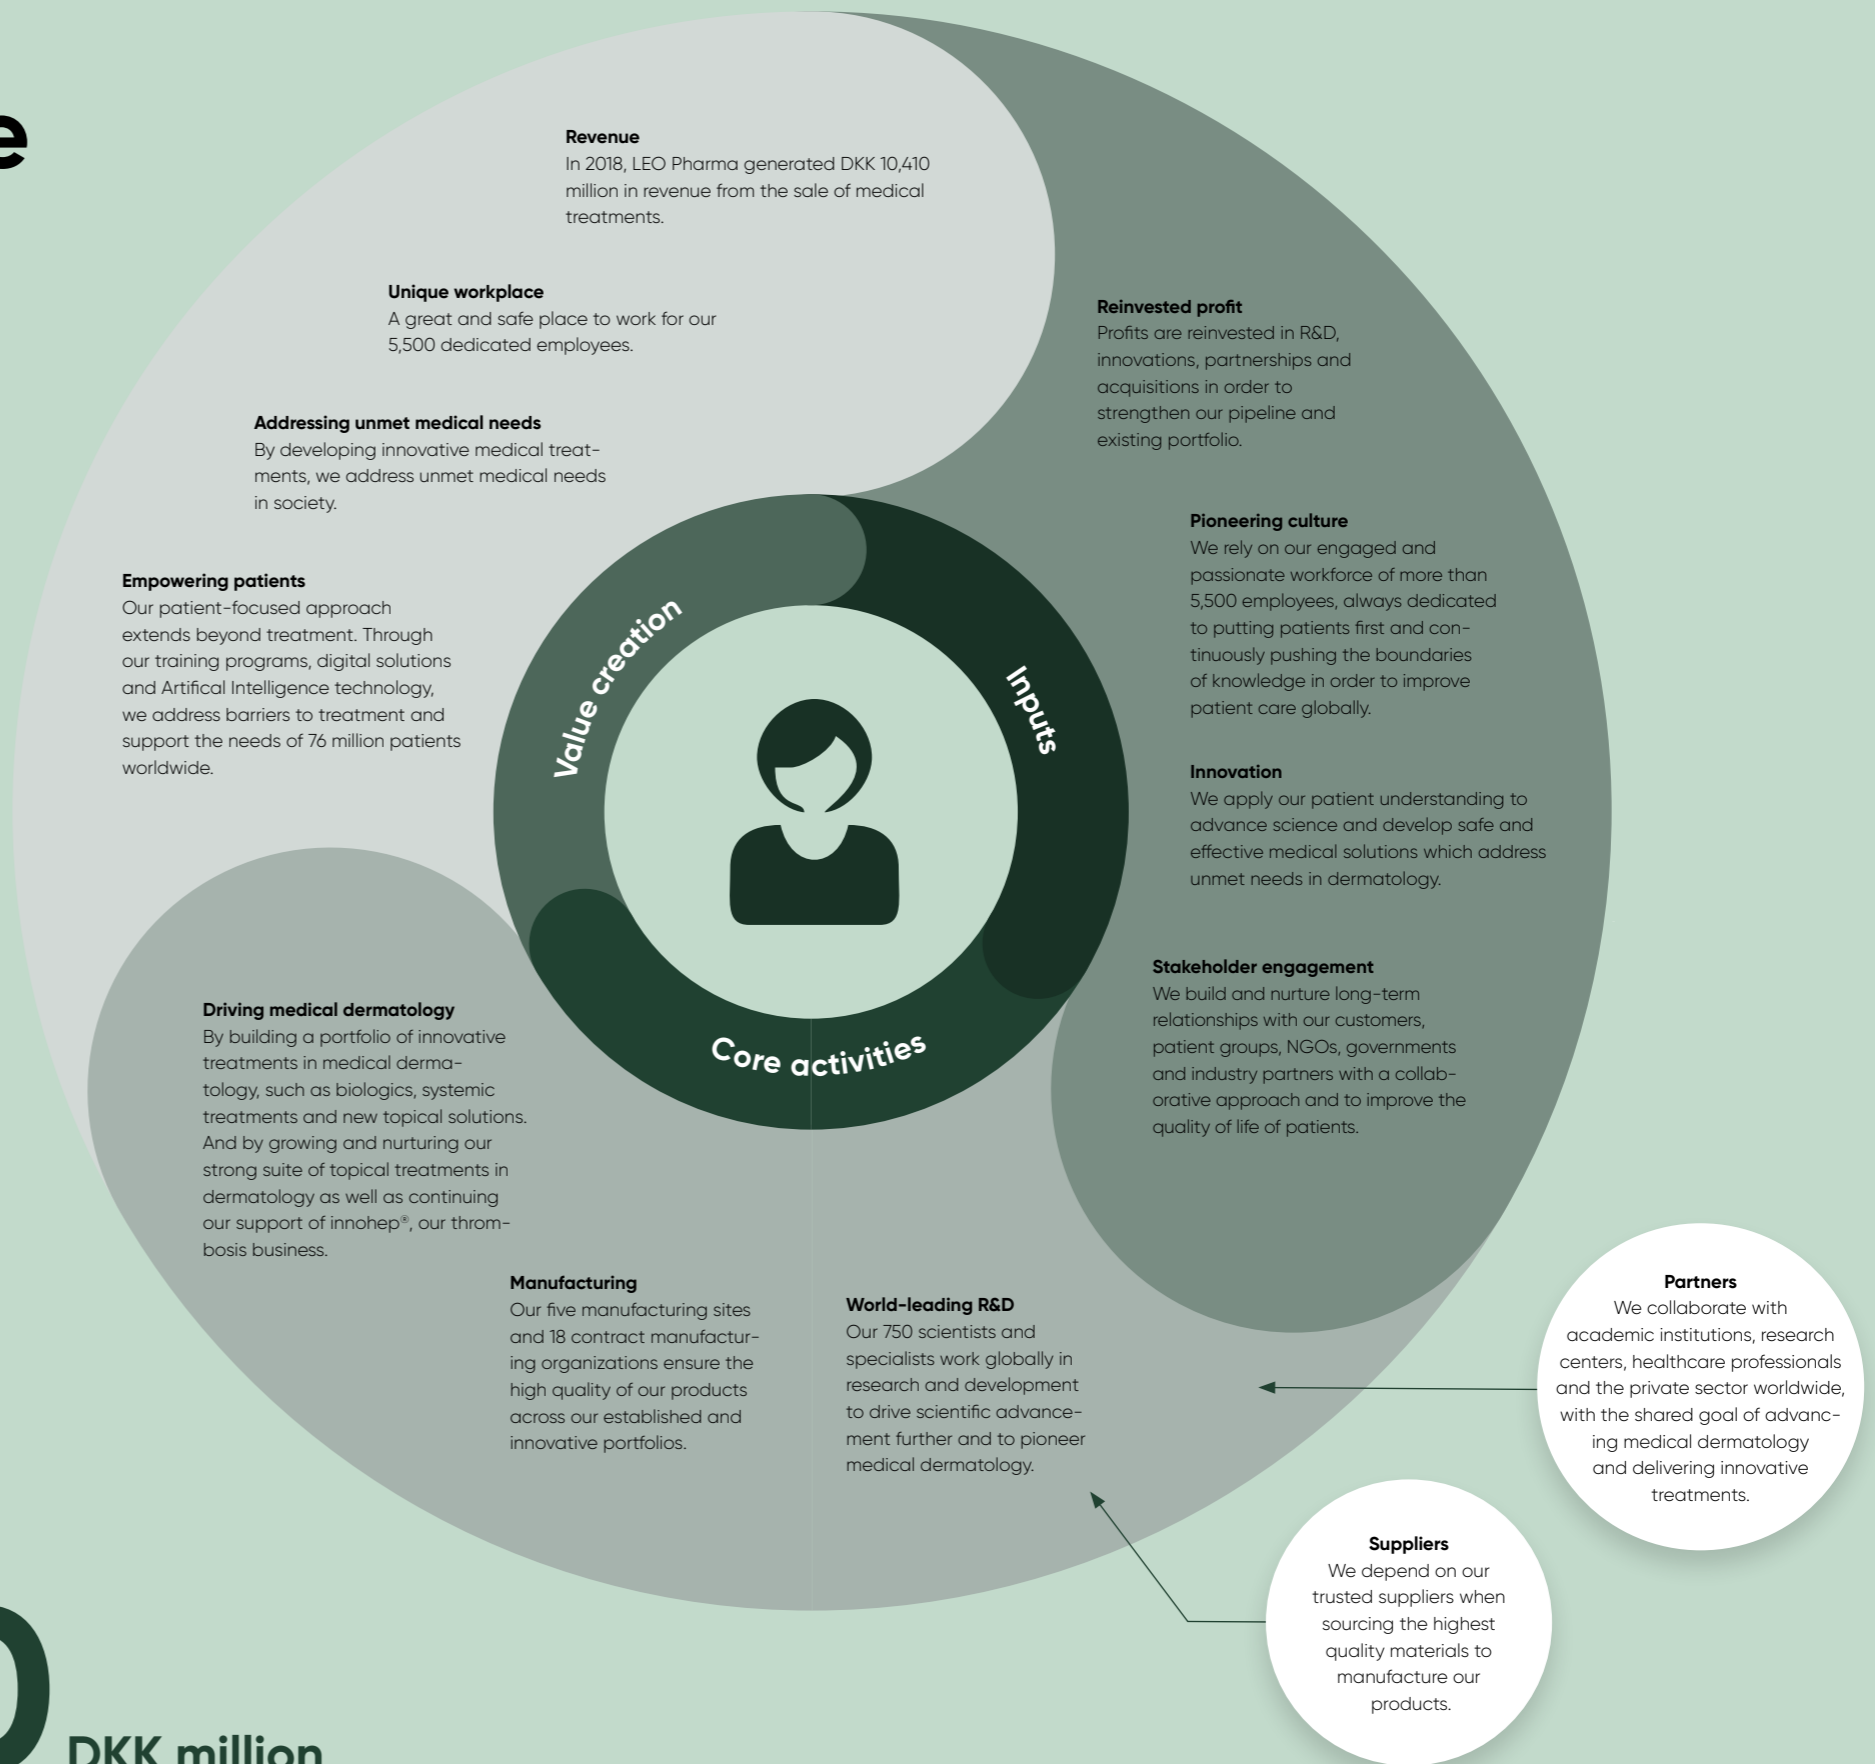 e
Revenue
In 2018, LEO Pharma generated DKK 10,410
million in revenue from the sale of medical
treatments.
Unique workplace
A great and safe place to work for our
5,500 dedicated employees.
Addressing unmet medical needs
By developing innovative medical treat-
ments, we address unmet medical needs
in society.
Empowering patients
Our patient-focused approach
extends beyond treatment. Through
our training programs, digital solutions
and Artifical Intelligence technology,
we address barriers to treatment and
support the needs of 76 million patients
worldwide.
Reinvested profit
Profits are reinvested in R&D,
innovations, partnerships and
acquisitions in order to
strengthen our pipeline and
existing portfolio.
Pioneering culture
We rely on our engaged and
passionate workforce of more than
5,500 employees, always dedicated
to putting patients first and con-
tinuously pushing the boundaries
of knowledge in order to improve
patient care globally.
Innovation
We apply our patient understanding to
advance science and develop safe and
effective medical solutions which address
unmet needs in dermatology.
Stakeholder engagement
We build and nurture long-term
relationships with our customers,
patient groups, NGOs, governments
and industry partners with a collab-
orative approach and to improve the
quality of life of patients.
Value creation
Inputs
Core activities
Driving medical dermatology
By building a portfolio of innovative
treatments in medical derma-
tology, such as biologics, systemic
treatments and new topical solutions.
And by growing and nurturing our
strong suite of topical treatments in
dermatology as well as continuing
our support of innohep®, our throm-
bosis business.
Manufacturing
Our five manufacturing sites
and 18 contract manufactur-
ing organizations ensure the
high quality of our products
across our established and
innovative portfolios.
World-leading R&D
Our 750 scientists and
specialists work globally in
research and development
to drive scientific advance-
ment further and to pioneer
medical dermatology.
Partners
We collaborate with
academic institutions, research
centers, healthcare professionals
and the private sector worldwide,
with the shared goal of advanc-
ing medical dermatology
and delivering innovative
treatments.
Suppliers
We depend on our
trusted suppliers when
sourcing the highest
quality materials to
manufacture our
products.
DKK million